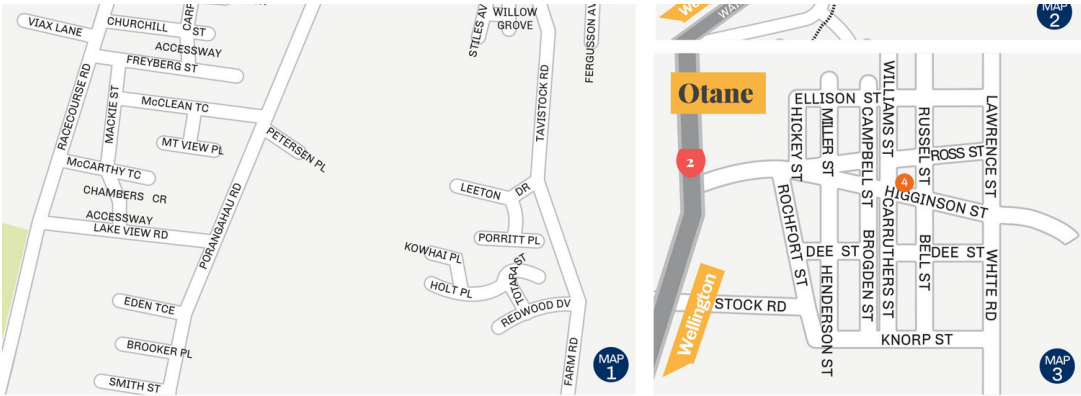 VIAX LANE
CHURCHILL ST
CARP
ACCESSWAY
FREYBERG ST
RACECOURSE RD
MACKIE ST
McCLEAN TC
MT VIEW PL
PETERSEN PL
McCARTHY TC
CHAMBERS CR
ACCESSWAY
LAKE VIEW RD
PORANGAHAU RD
EDEN TCE
BROOKER PL
SMITH ST
STILES AV
WILLOW
GROVE
TAVISTOCK RD
FERGUSSON AV
LEETON DR
PORRITT PL
KOWHAI PL
HOLT PL
TOTARA ST
REDWOOD DV
FARM RD
MAP
1
MAP
2
Otane
2
ELLISON ST
HICKEY ST
MILLER ST
CAMPBELL ST
WILLIAMS ST
RUSSEL ST
ROSS ST
LAWRENCE ST
4
HIGGINSON ST
ROCHFORT ST
DEE ST
HENDERSON ST
BROGDEN ST
CARRUTHERS ST
BELL ST
DEE ST
WHITE RD
STOCK RD
KNORP ST
Wellington
MAP
3